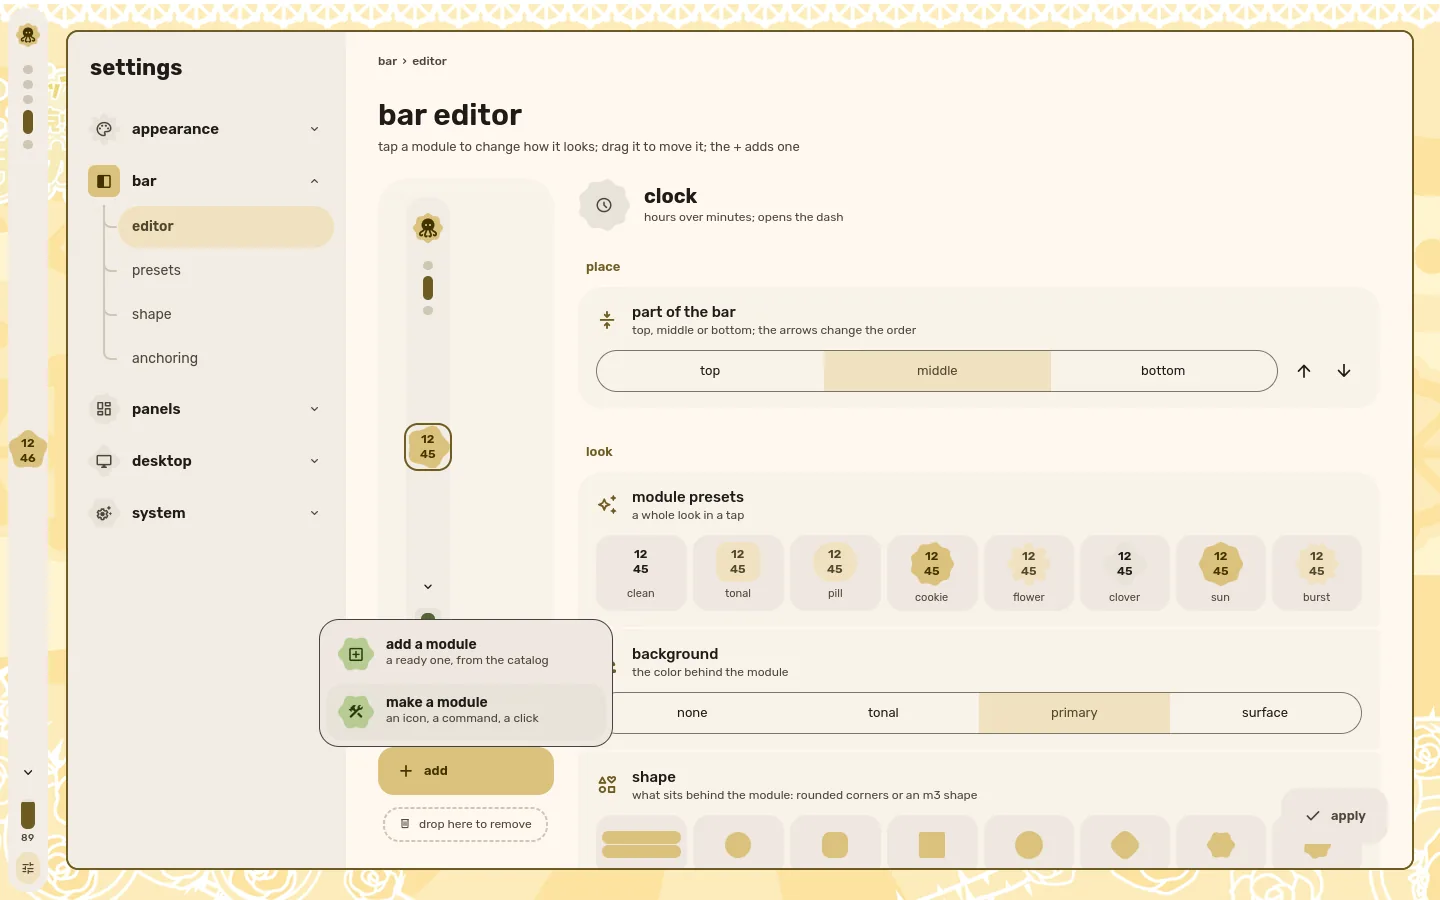 settings
appearance
bar
editor
presets
shape
anchoring
panels
desktop
system
12
46
89
bar › editor
bar editor
tap a module to change how it looks; drag it to move it; the + adds one
12
45
add a module
a ready one, from the catalog
make a module
an icon, a command, a click
+ add
drop here to remove
clock
hours over minutes; opens the dash
place
part of the bar
top, middle or bottom; the arrows change the order
top middle bottom
look
module presets
a whole look in a tap
12 12 12 12 12 12 12 12
45 45 45 45 45 45 45 45
clean tonal pill cookie flower clover sun burst
background
the color behind the module
none tonal primary surface
shape
what sits behind the module: rounded corners or an m3 shape
apply